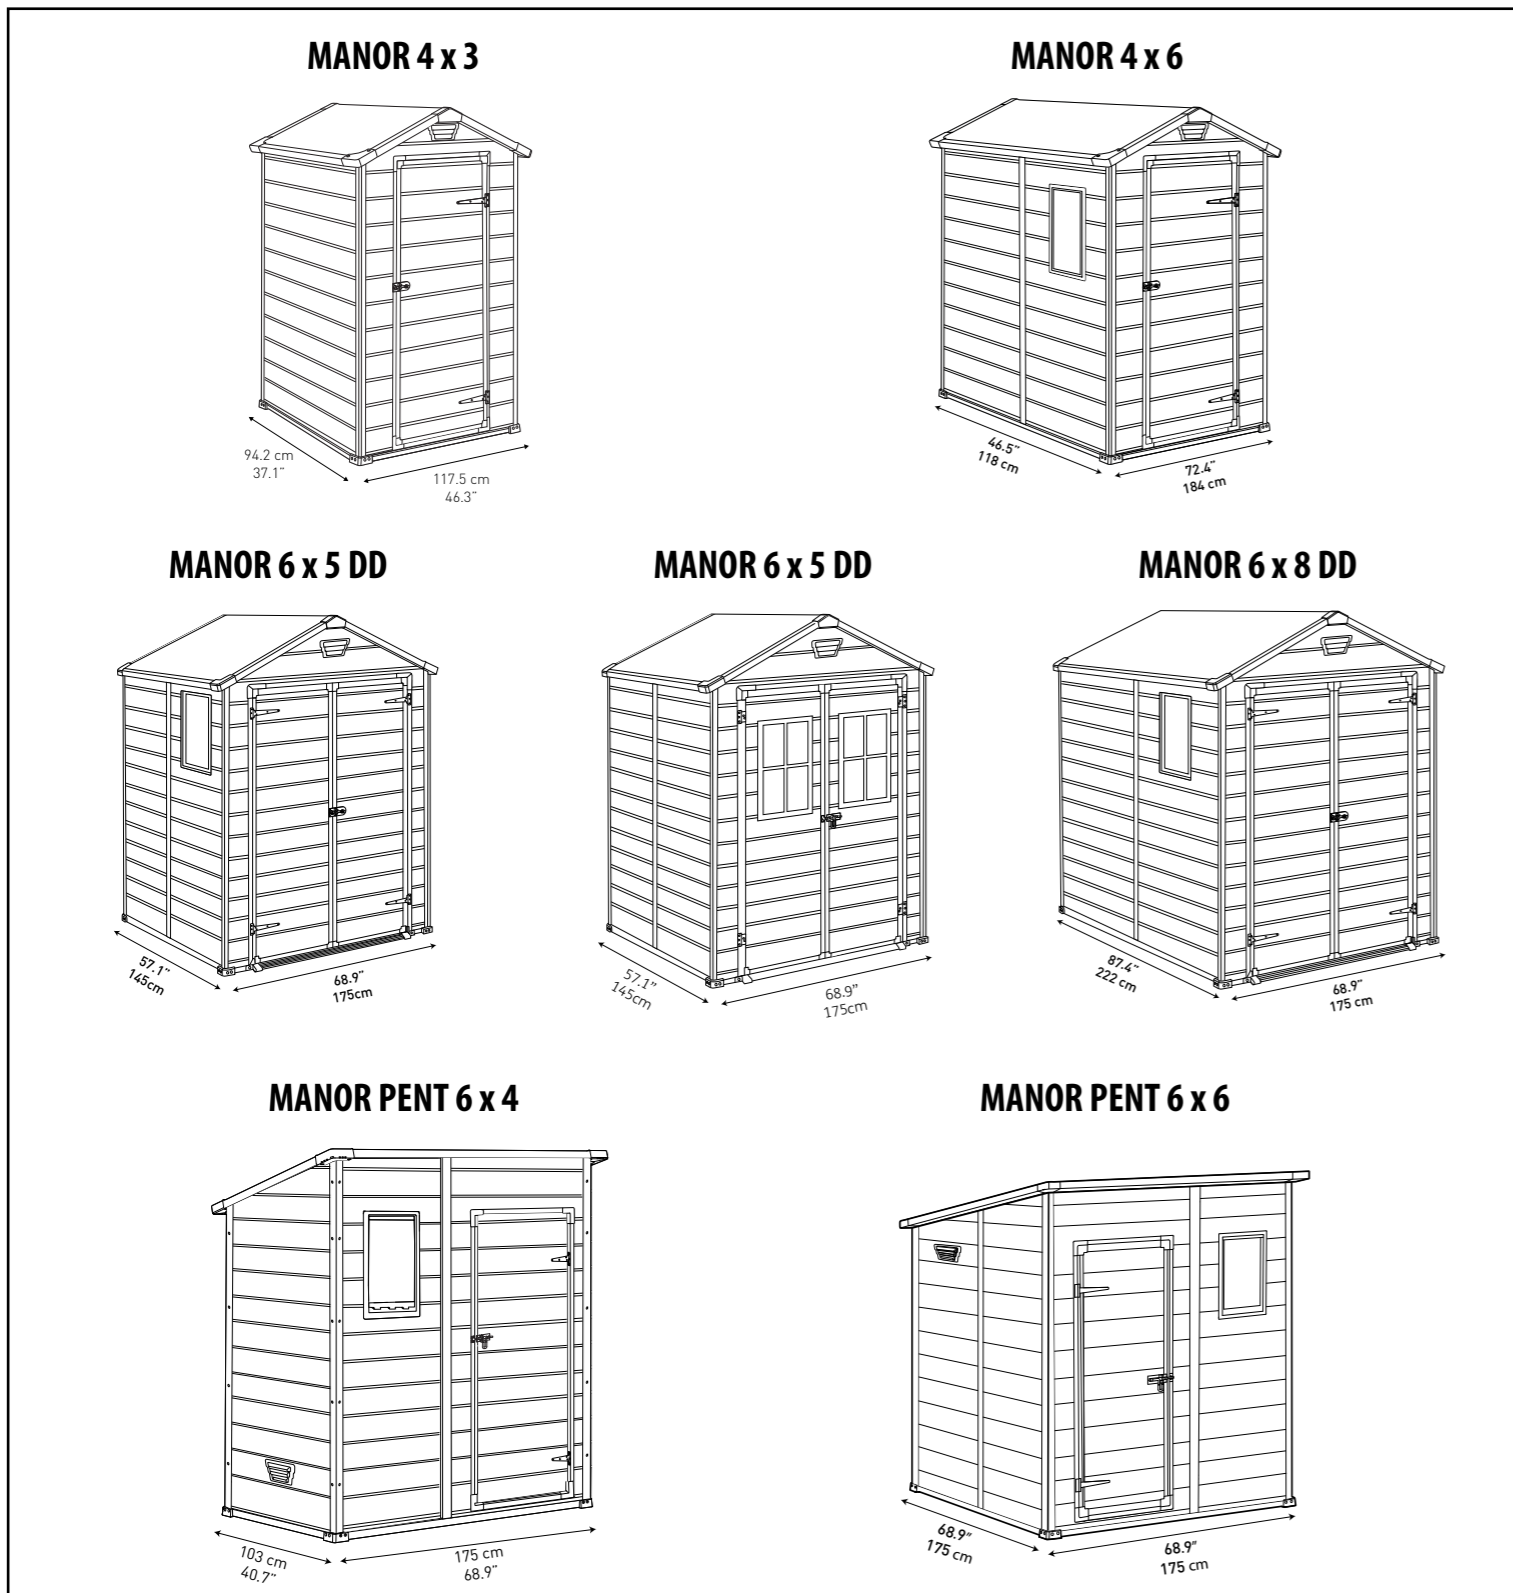 MANOR 4 x 3
MANOR 4 x 6
94.2 cm
37.1"
117.5 cm
46.3"
46.5"
118 cm
72.4"
184 cm
MANOR 6 x 5 DD
MANOR 6 x 5 DD
MANOR 6 x 8 DD
57.1"
145cm
68.9"
175cm
57.1"
145cm
68.9"
175cm
87.4"
222 cm
68.9"
175 cm
MANOR PENT 6 x 4
MANOR PENT 6 x 6
103 cm
40.7"
175 cm
68.9"
68.9"
175 cm
68.9"
175 cm